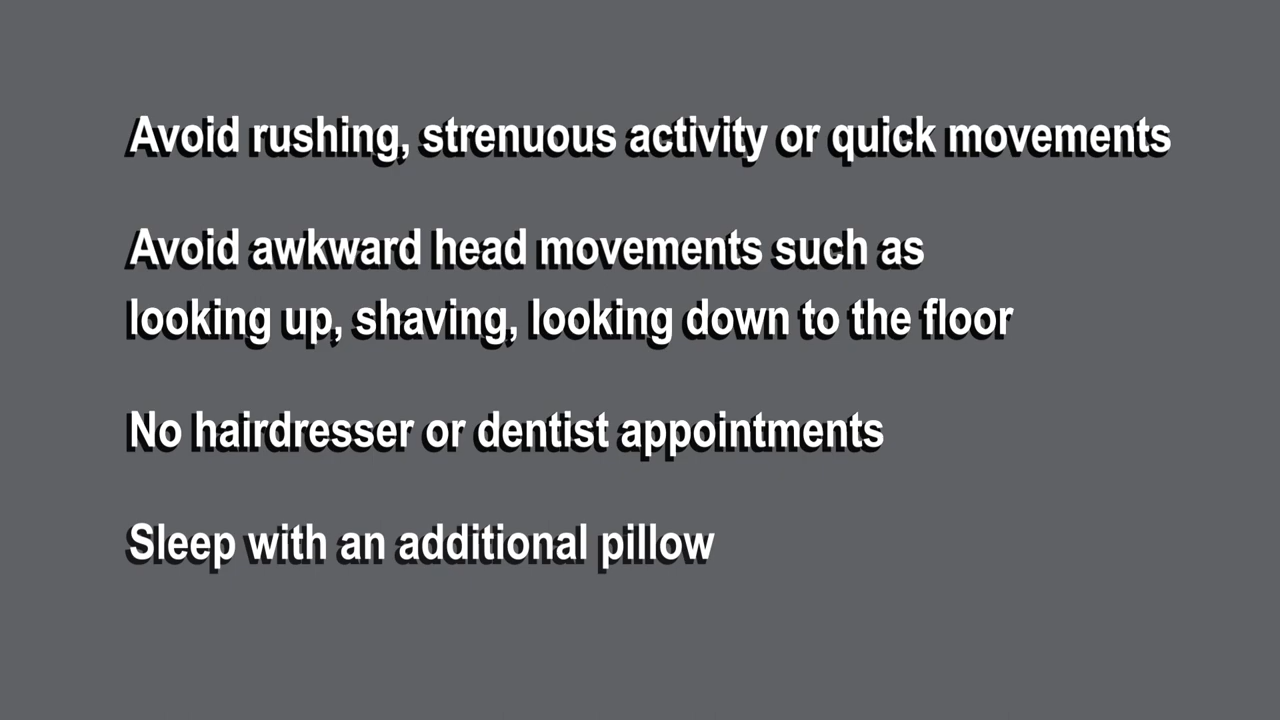 Avoid rushing, strenuous activity or quick movements
Avoid awkward head movements such as
looking up, shaving, looking down to the floor
No hairdresser or dentist appointments
Sleep with an additional pillow